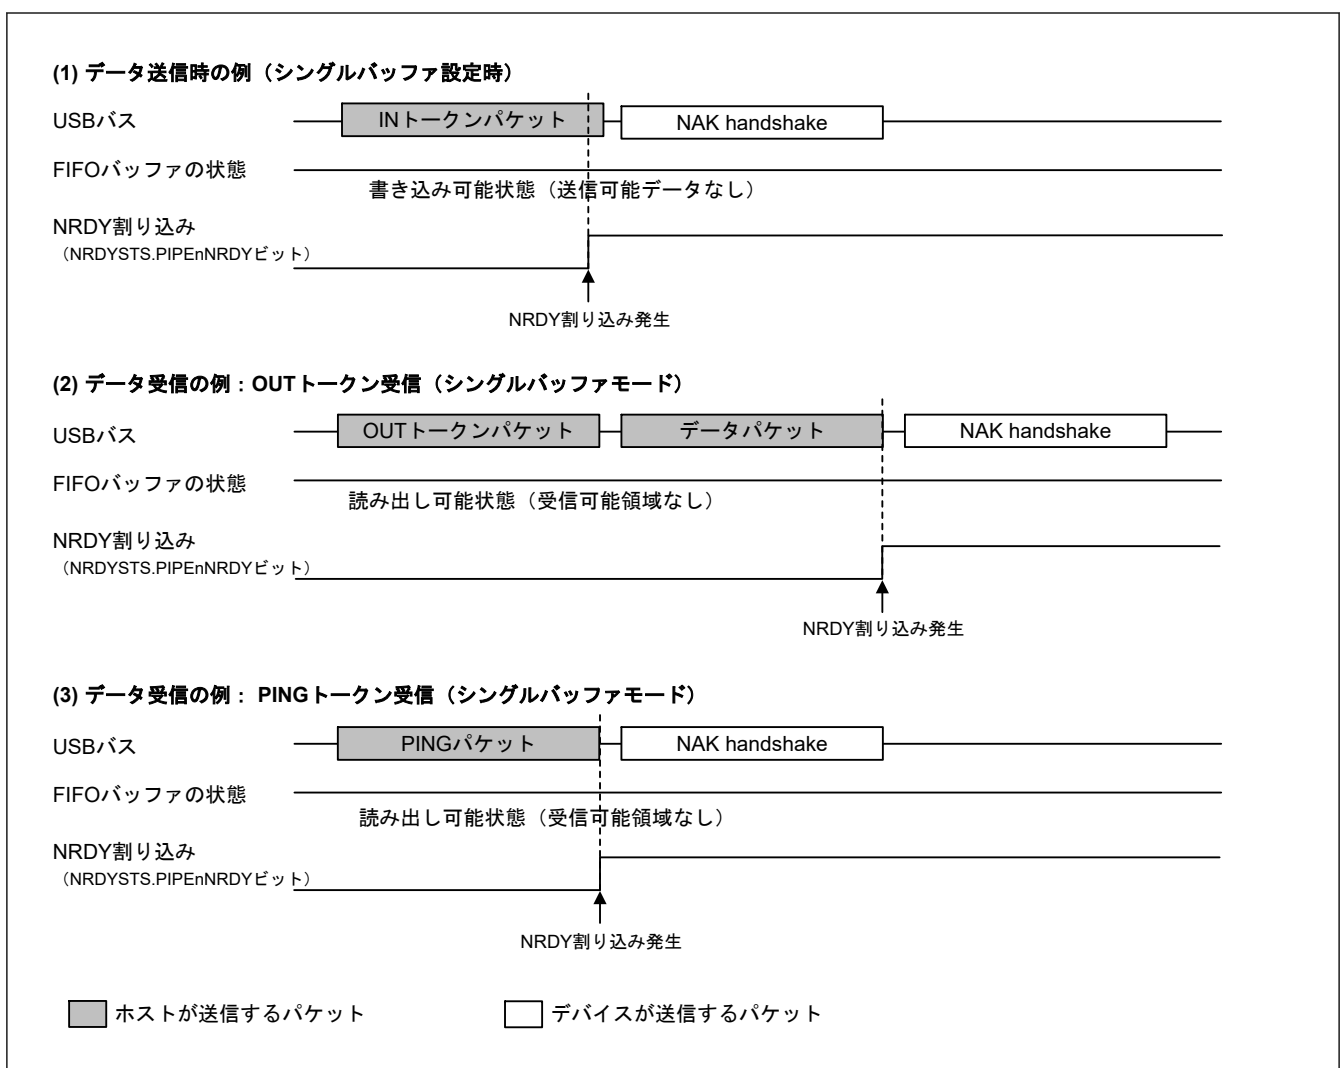 (1) データ送信時の例（シングルバッファ設定時）
USBバス
INトークンパケット
NAK handshake
FIFOバッファの状態
書き込み可能状態（送信可能データなし）
NRDY割り込み
（NRDYSTS.PIPEnNRDYビット）
NRDY割り込み発生
(2) データ受信の例：OUTトークン受信（シングルバッファモード）
USBバス
OUTトークンパケット
データパケット
NAK handshake
FIFOバッファの状態
読み出し可能状態（受信可能領域なし）
NRDY割り込み
（NRDYSTS.PIPEnNRDYビット）
NRDY割り込み発生
(3) データ受信の例： PINGトークン受信（シングルバッファモード）
USBバス
PINGパケット
NAK handshake
FIFOバッファの状態
読み出し可能状態（受信可能領域なし）
NRDY割り込み
（NRDYSTS.PIPEnNRDYビット）
NRDY割り込み発生
ホストが送信するパケット
デバイスが送信するパケット